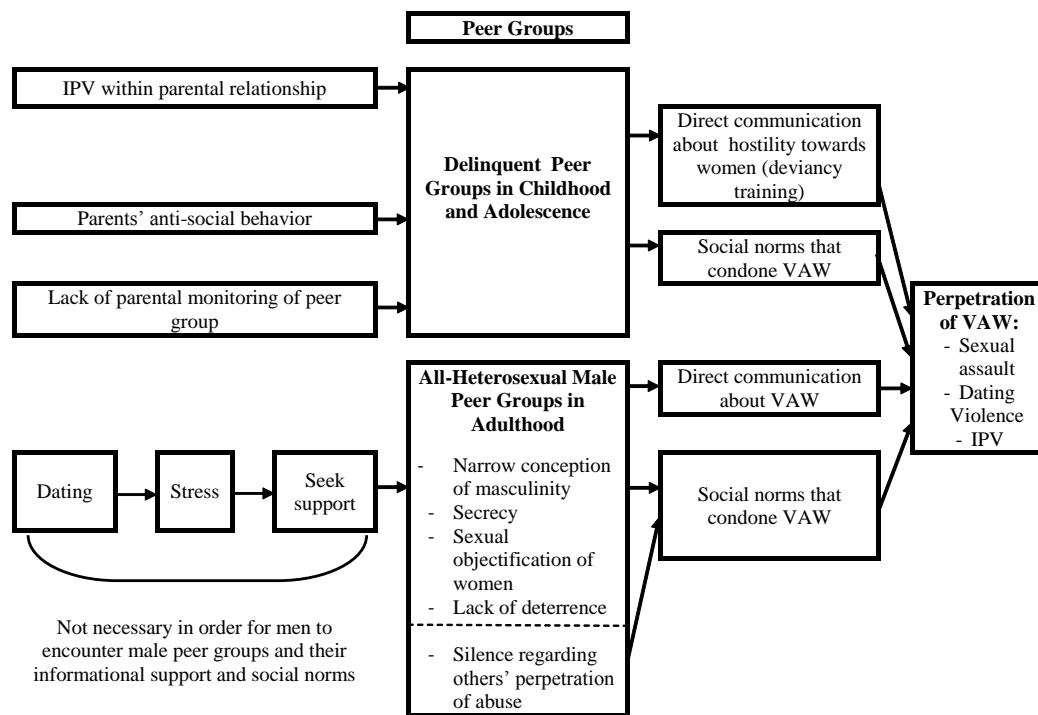 Peer Groups
IPV within parental relationship
Parents' anti-social behavior
Lack of parental monitoring of peer
group
Delinquent Peer
Groups in Childhood
and Adolescence
Direct communication
about hostility towards
women (deviancy
training)
Social norms that
condone VAW
Perpetration
of VAW:
- Sexual
assault
- Dating
Violence
- IPV
All-Heterosexual Male
Peer Groups in
Adulthood
- Narrow conception
of masculinity
- Secrecy
- Sexual
objectification of
women
- Lack of deterrence
- Silence regarding
others' perpetration
of abuse
Direct communication
about VAW
Social norms that
condone VAW
Dating
Stress
Seek
support
Not necessary in order for men to
encounter male peer groups and their
informational support and social norms